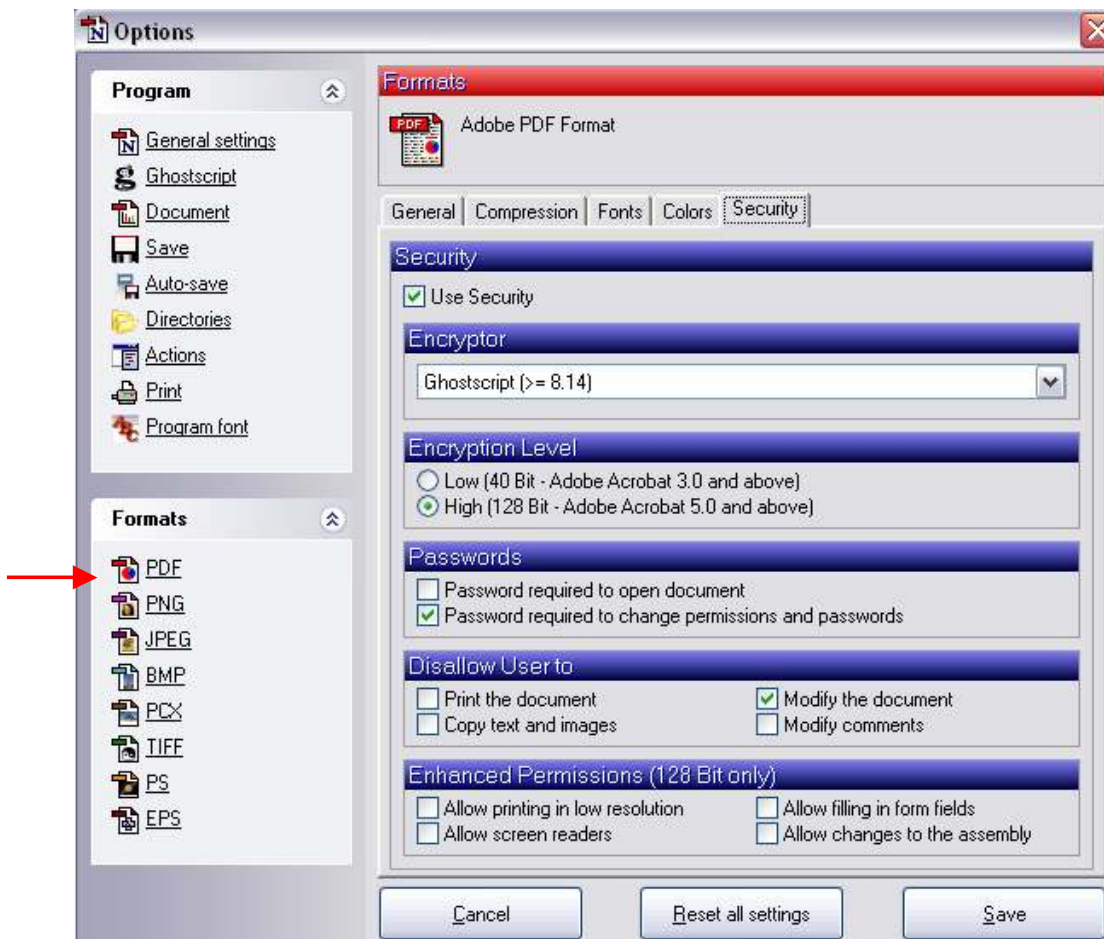 Options
Program
General settings
Ghostscript
Document
Save
Auto-save
Directories
Actions
Print
Program font
Formats
PDF
PNG
JPEG
BMP
PCX
TIFF
PS
EPS
Formats
PDF
Adobe PDF Format
General Compression Fonts Colors Security
Security
Use Security
Encryptor
Ghostscript (>= 8.14)
Encryption Level
Low (40 Bit - Adobe Acrobat 3.0 and above)
High (128 Bit - Adobe Acrobat 5.0 and above)
Passwords
Password required to open document
Password required to change permissions and passwords
Disallow User to
Print the document Modify the document
Copy text and images Modify comments
Enhanced Permissions (128 Bit only)
Allow printing in low resolution Allow filling in form fields
Allow screen readers Allow changes to the assembly
Cancel Reset all settings Save